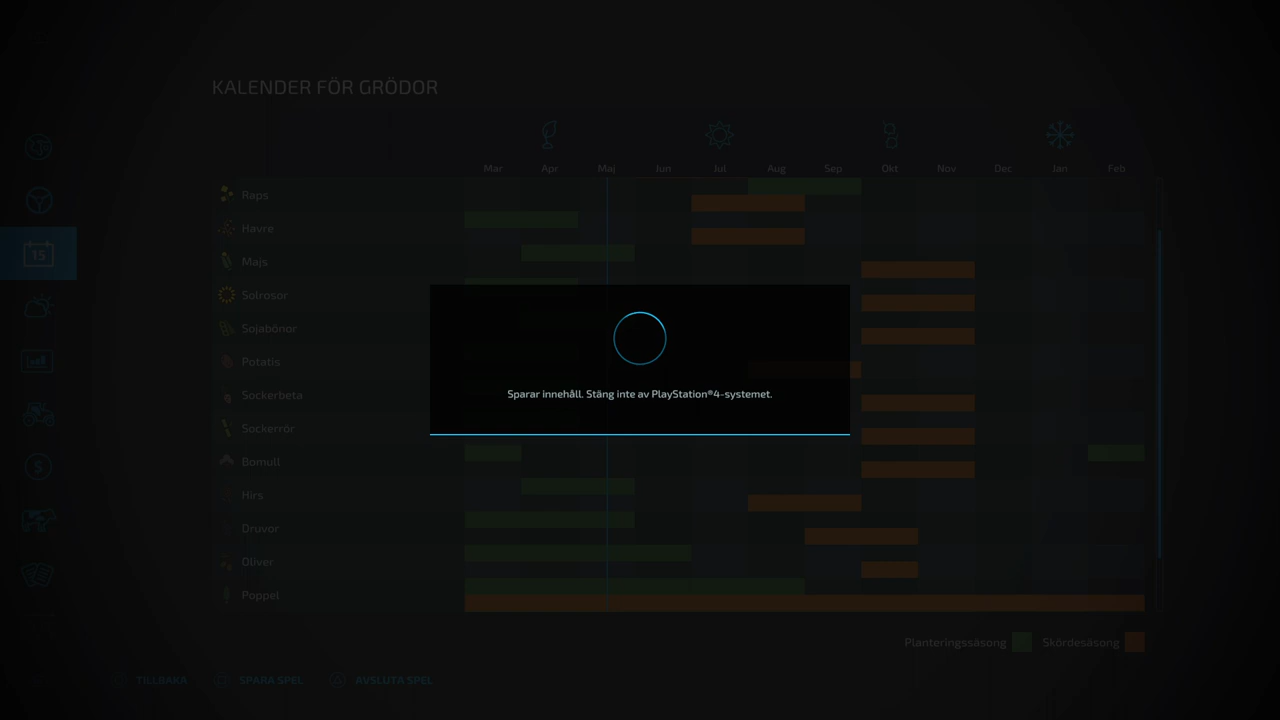 KALENDER FÖR GRÖDOR
Mar Apr Maj Jun Jul Aug Sep Okt Nov Dec Jan Feb
Raps
Havre
Majs
Solrosor
Sojabönor
Potatis
Sockerbeta
Sockerrör
Bomull
Hirs
Druvor
Oliver
Poppel
15
$
Sparar innehåll. Stäng inte av PlayStation®4-systemet.
Planteringssäsong Skördesäsong
TILLBAKA SPARA SPEL AVSLUTA SPEL